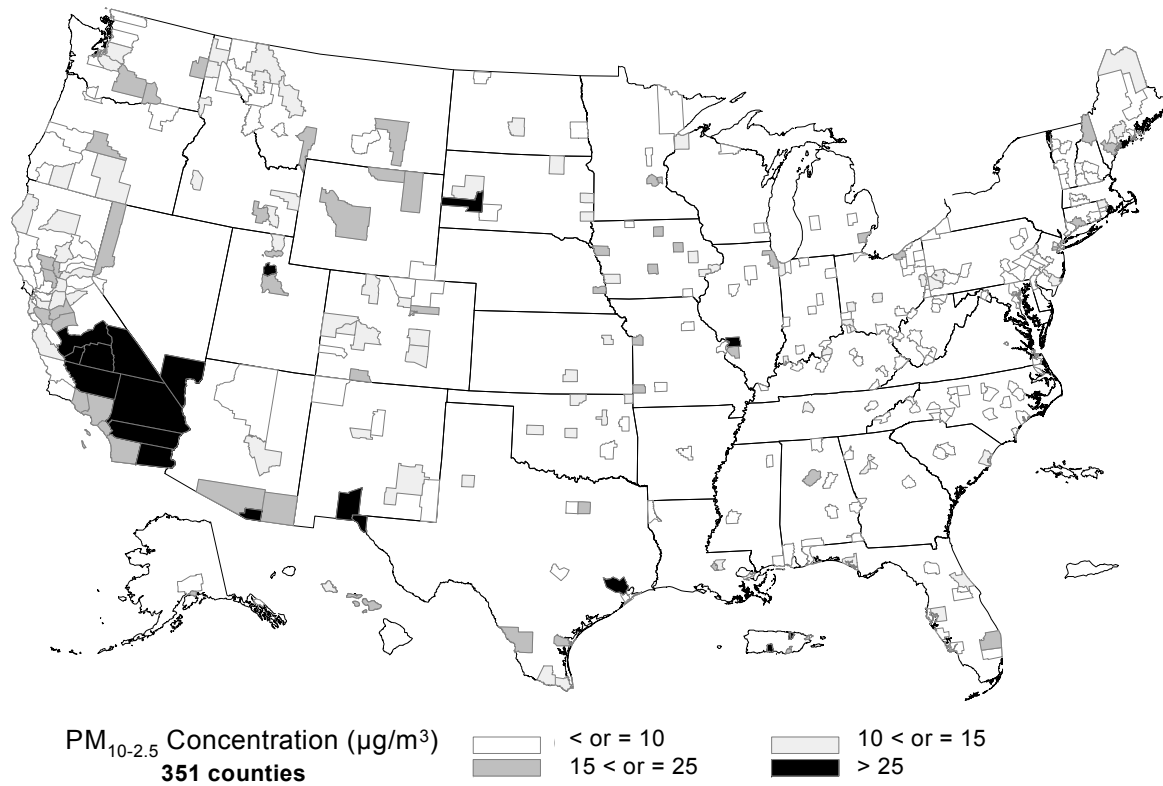 PM10-2.5 Concentration (µg/m³)
351 counties
< or = 10
10 < or = 15
15 < or = 25
> 25